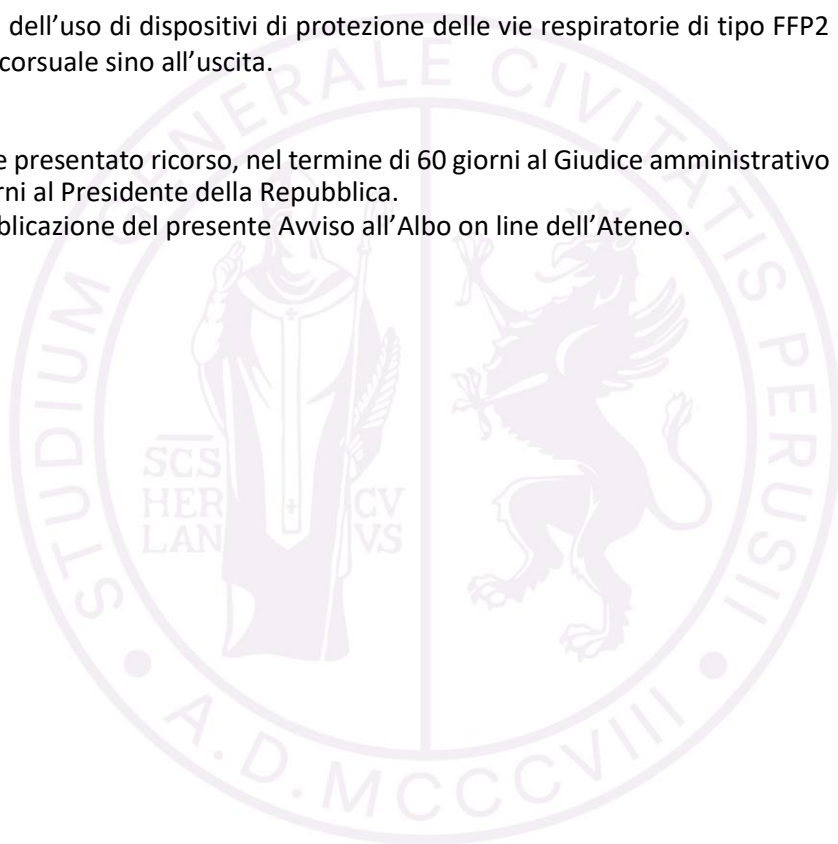 dell’uso di dispositivi di protezione delle vie respiratorie di tipo FFP2
corsuale sino all’uscita.
e presentato ricorso, nel termine di 60 giorni al Giudice amministrativo
rni al Presidente della Repubblica.
blicazione del presente Avviso all’Albo on line dell’Ateneo.
STUDIUM GENERALE CIVITATIS PERUSII
SCS
HER
LAN
CV
VS
A.D. MCCCVIII